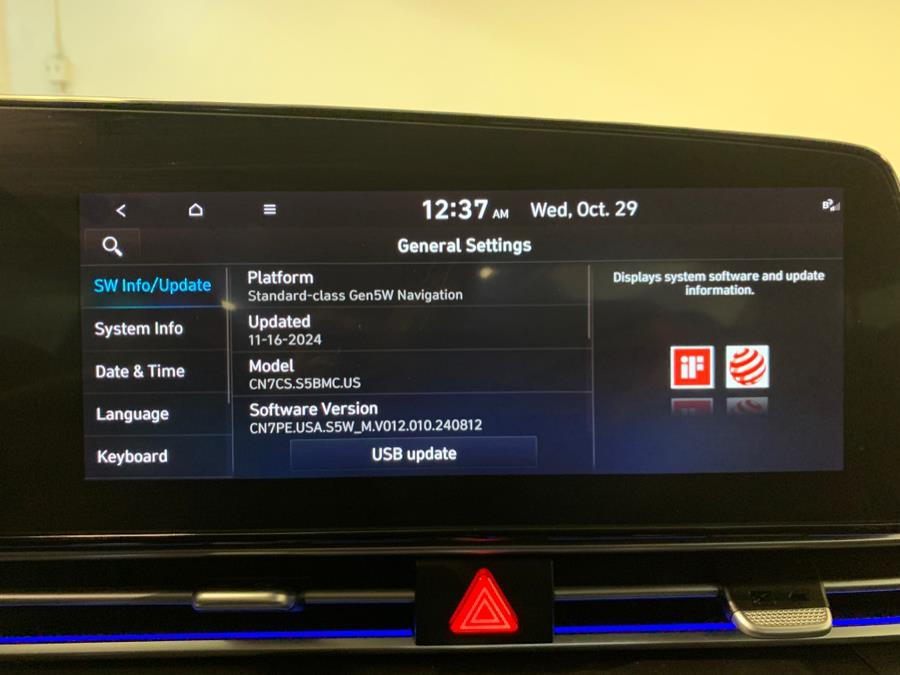 12:37 AM Wed, Oct. 29
General Settings
SW Info/Update
System Info
Date & Time
Language
Keyboard
Platform
Standard-class Gen5W Navigation
Updated
11-16-2024
Model
CN7CS.S5BMC.US
Software Version
CN7PE.USA.S5W_M.V012.010.240812
USB update
Displays system software and update
information.
iF